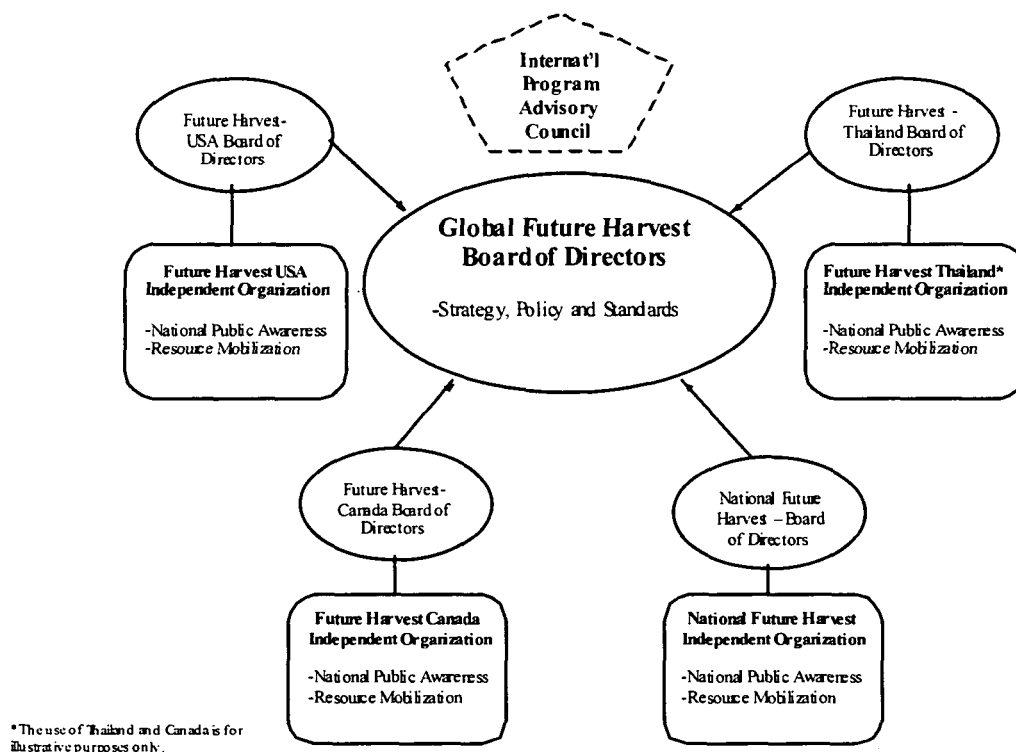 Internat'l
Program
Advisory
Council
Future Harvest-
USA Board of
Directors
Future Harvest -
Thailand Board of
Directors
Global Future Harvest
Board of Directors
-Strategy, Policy and Standards
Future Harvest USA
Independent Organization
-National Public Awareness
-Resource Mobilization
Future Harvest Thailand*
Independent Organization
-National Public Awareness
-Resource Mobilization
Future Harvest-
Canada Board of
Directors
National Future
Harvest – Board
of Directors
Future Harvest Canada
Independent Organization
-National Public Awareness
-Resource Mobilization
National Future Harvest
Independent Organization
-National Public Awareness
-Resource Mobilization
*The use of Thailand and Canada is for
illustrative purposes only.